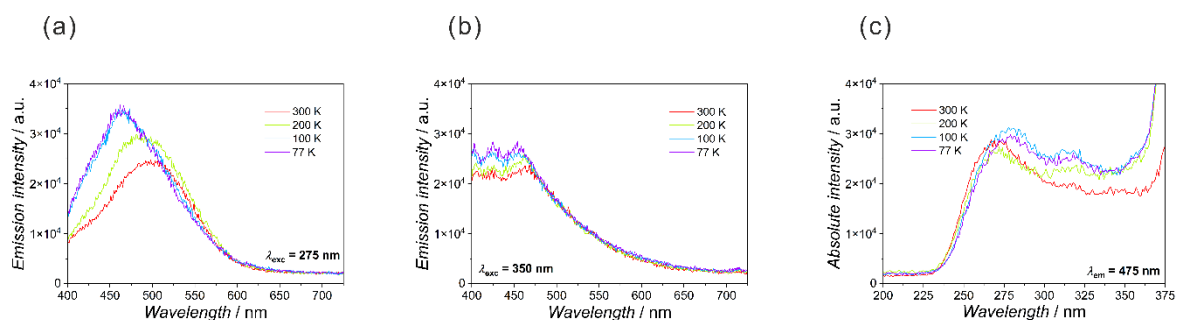 (a)
(b)
(c)
Emission intensity / a.u.
4×10⁴
3×10⁴
2×10⁴
1×10⁴
0
300 K
200 K
100 K
77 K
λexc = 275 nm
400 450 500 550 600 650 700
Wavelength / nm
Emission intensity / a.u.
4×10⁴
3×10⁴
2×10⁴
1×10⁴
0
300 K
200 K
100 K
77 K
λexc = 350 nm
400 450 500 550 600 650 700
Wavelength / nm
Absolute intensity / a.u.
4×10⁴
3×10⁴
2×10⁴
1×10⁴
0
300 K
200 K
100 K
77 K
λem = 475 nm
200 225 250 275 300 325 350 375
Wavelength / nm